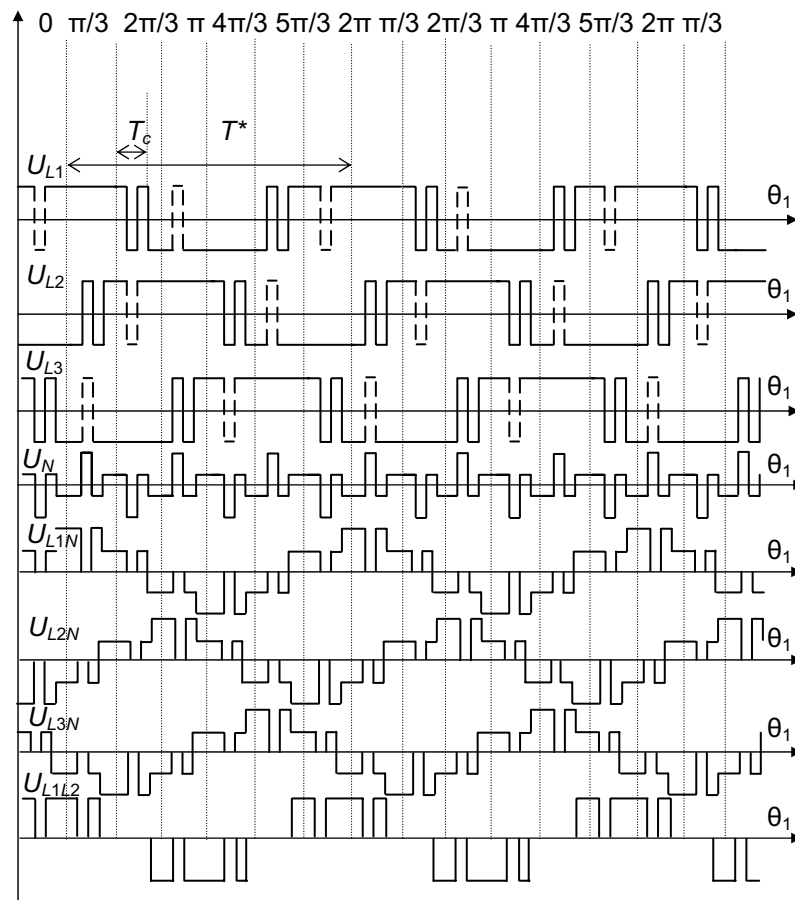 0 π/3 2π/3 π 4π/3 5π/3 2π π/3 2π/3 π 4π/3 5π/3 2π π/3
T_c T*
U_L1 θ_1
U_L2 θ_1
U_L3 θ_1
U_N θ_1
U_L1N θ_1
U_L2N θ_1
U_L3N θ_1
U_L1L2 θ_1